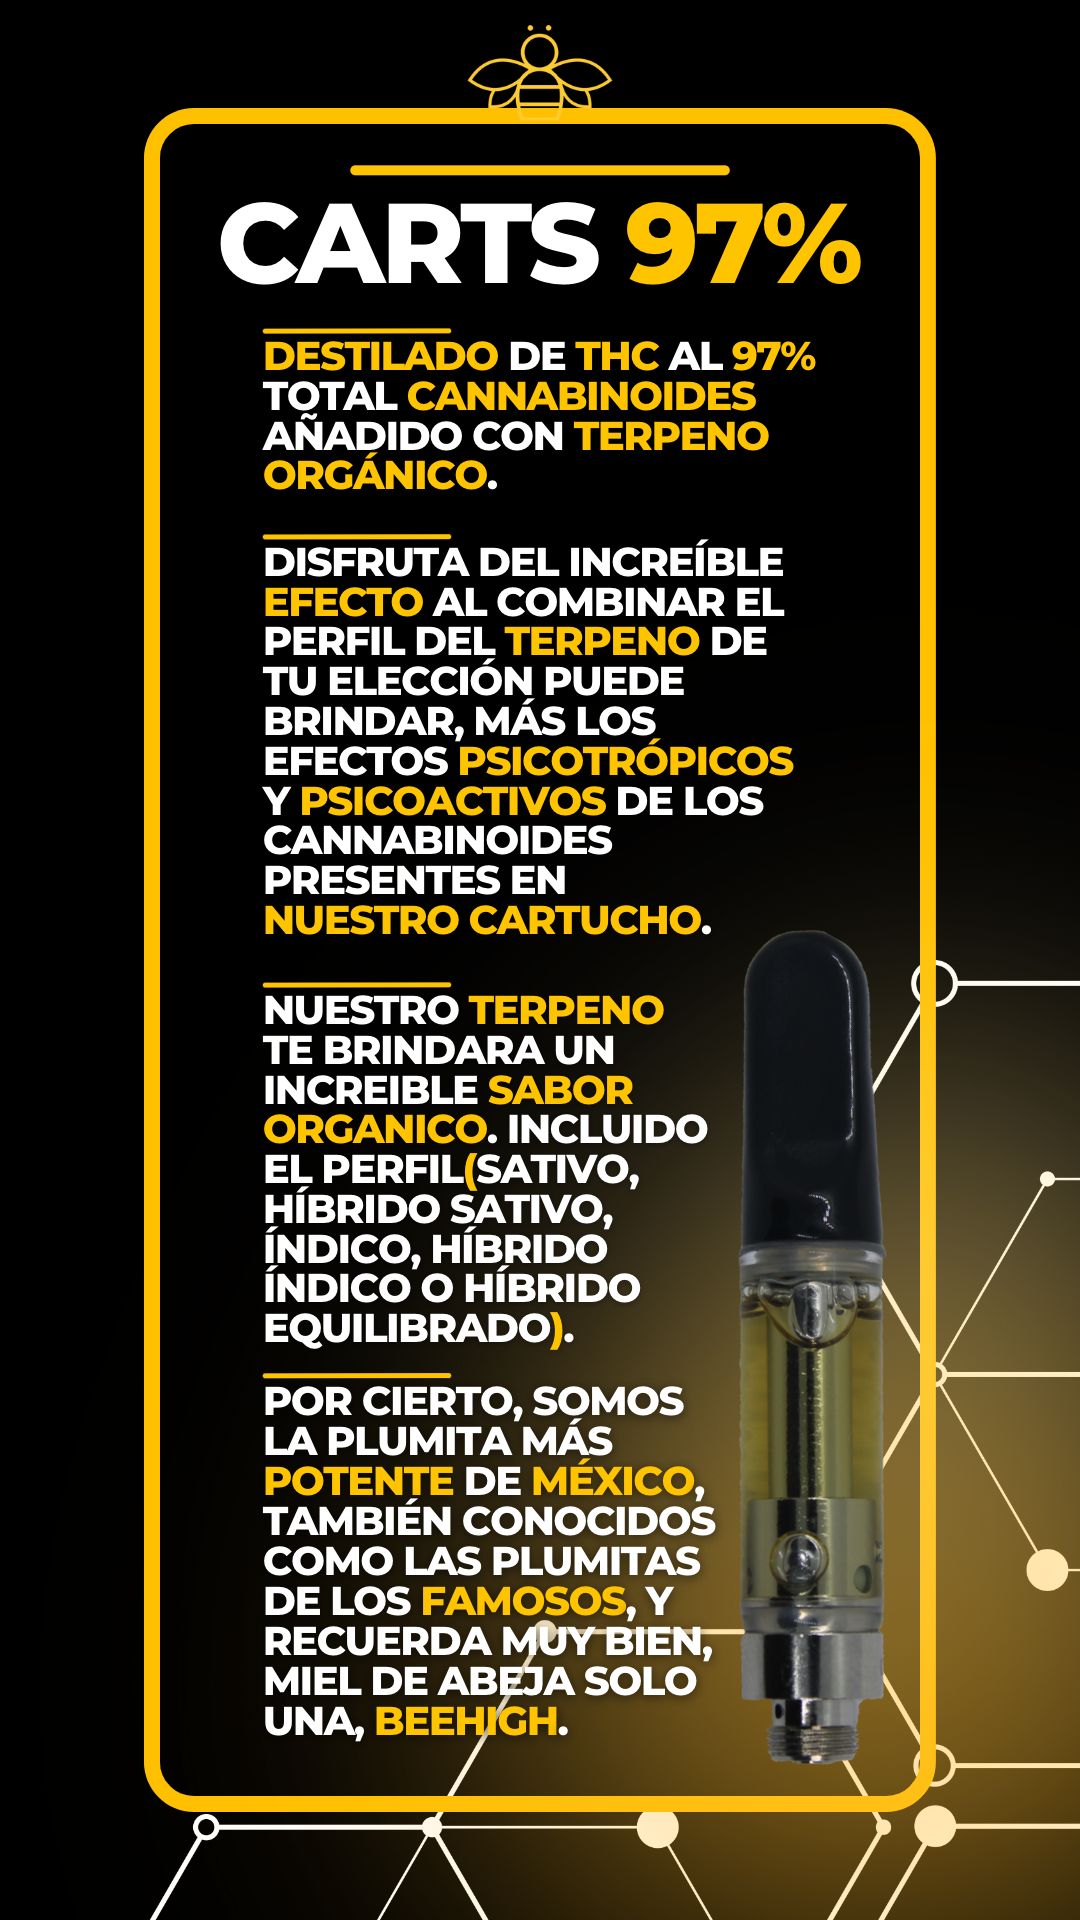 CARTS 97%
DESTILADO DE THC AL 97%
TOTAL CANNABINOIDES
AÑADIDO CON TERPENO
ORGÁNICO.
DISFRUTA DEL INCREÍBLE
EFECTO AL COMBINAR EL
PERFIL DEL TERPENO DE
TU ELECCIÓN PUEDE
BRINDAR, MÁS LOS
EFECTOS PSICOTRÓPICOS
Y PSICOACTIVOS DE LOS
CANNABINOIDES
PRESENTES EN
NUESTRO CARTUCHO.
NUESTRO TERPENO
TE BRINDARA UN
INCREIBLE SABOR
ORGANICO. INCLUIDO
EL PERFIL(SATIVO,
HÍBRIDO SATIVO,
ÍNDICO, HÍBRIDO
ÍNDICO O HÍBRIDO
EQUILIBRADO).
POR CIERTO, SOMOS
LA PLUMITA MÁS
POTENTE DE MÉXICO,
TAMBIÉN CONOCIDOS
COMO LAS PLUMITAS
DE LOS FAMOSOS, Y
RECUERDA MUY BIEN,
MIEL DE ABEJA SOLO
UNA, BEEHIGH.